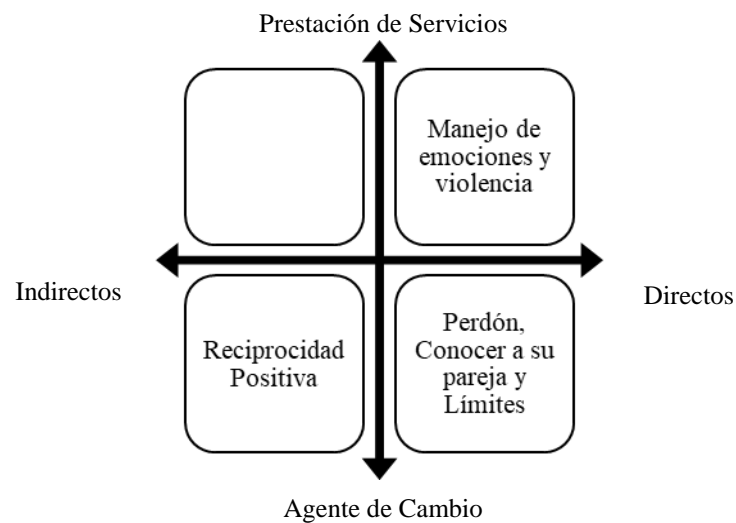 Prestación de Servicios
Manejo de
emociones y
violencia
Indirectos
Directos
Reciprocidad
Positiva
Perdón,
Conocer a su
pareja y
Límites
Agente de Cambio